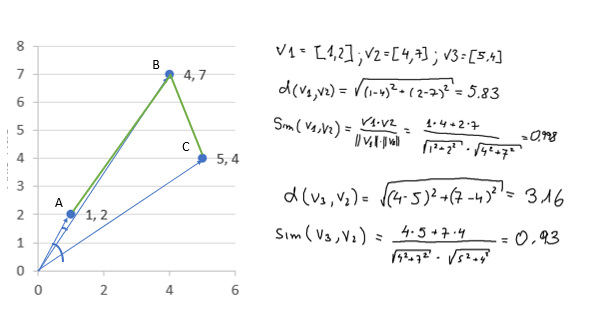 8
7
6
5
4
3
2
1
0
0 2 4 6
B
4, 7
C
5, 4
A
1, 2
V1 = [1,2] ; V2 = [4,7] ; V3 = [5,4]
d(V1,V2) = √(1-4)² + (2-7)² = 5.83
Sim (V1,V2) = V1·V2 / ||V1||·||V2|| = 1·4+2·7 / √1²+2² · √4²+7² = 0,998
d(V3,V2) = √(4-5)² + (7-4)² = 3.16
Sim (V3,V2) = 4·5+7·4 / √4²+7² · √5²+4² = 0.93